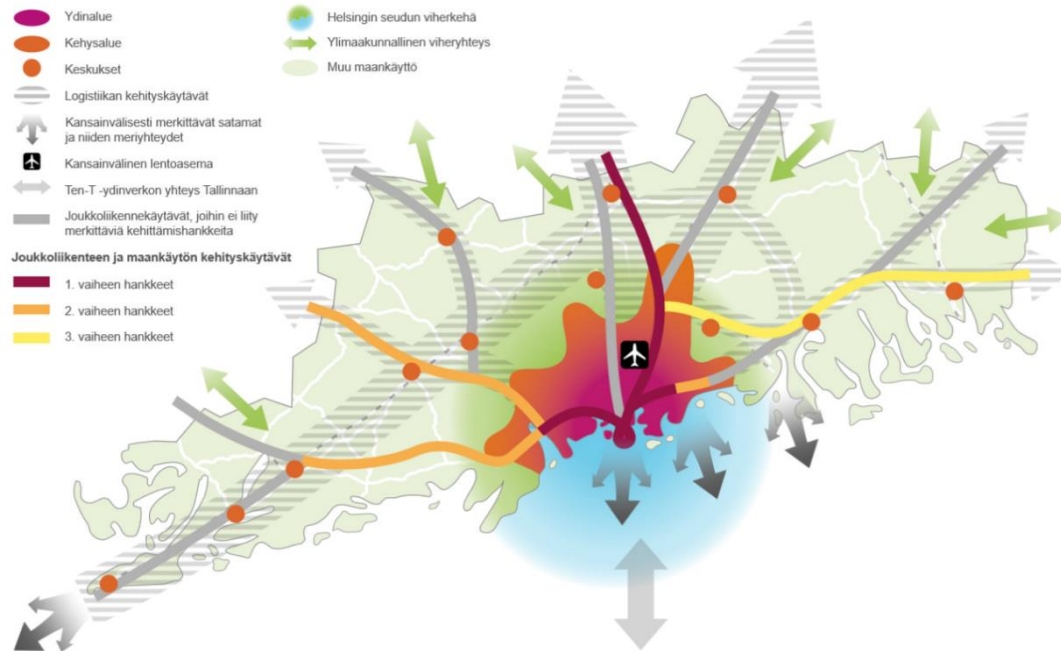 Ydinalue
Kehysalue
Keskukset
Logistiikan kehityskäytävät
Kansainvälisesti merkittävät satamat
ja niiden meriyhteydet
Kansainvälinen lentoasema
Ten-T -ydinverkon yhteys Tallinnaan
Joukkoliikennekäytävät, joihin ei liity
merkittäviä kehittämishankkeita
Joukkoliikenteen ja maankäytön kehityskäytävät
1. vaiheen hankkeet
2. vaiheen hankkeet
3. vaiheen hankkeet
Helsingin seudun viherkehä
Ylimaakunnallinen viheryhteys
Muu maankäyttö